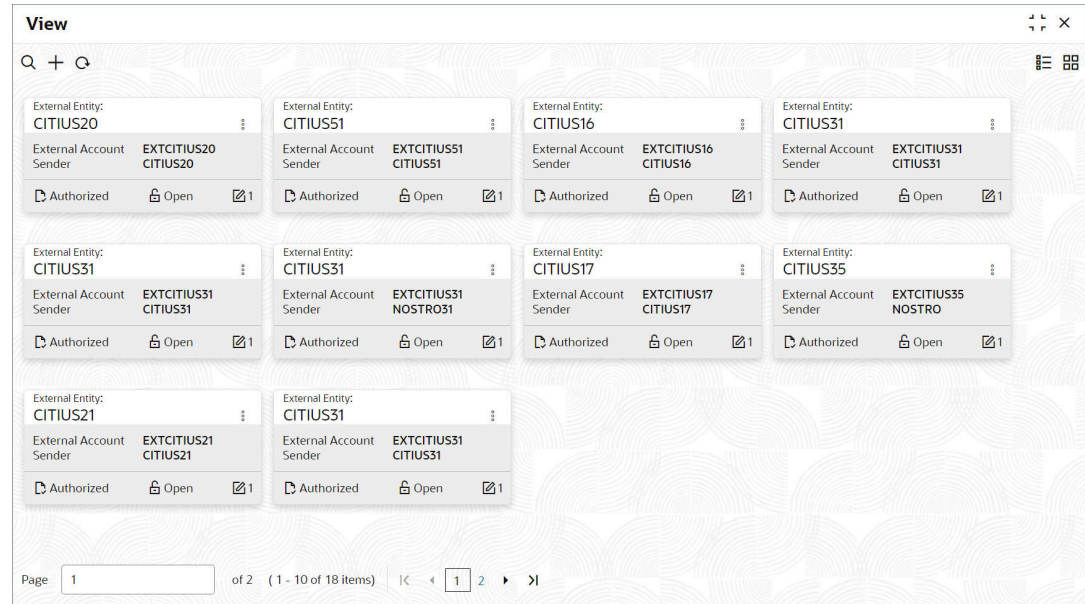 View
External Entity:
CITIUS20
External Account EXTCITIUS20
Sender CITIUS20
Authorized Open 1
External Entity:
CITIUS51
External Account EXTCITIUS51
Sender CITIUS51
Authorized Open 1
External Entity:
CITIUS16
External Account EXTCITIUS16
Sender CITIUS16
Authorized Open 1
External Entity:
CITIUS31
External Account EXTCITIUS31
Sender CITIUS31
Authorized Open 1
External Entity:
CITIUS31
External Account EXTCITIUS31
Sender CITIUS31
Authorized Open 1
External Entity:
CITIUS31
External Account EXTCITIUS31
Sender NOSTRO31
Authorized Open 1
External Entity:
CITIUS17
External Account EXTCITIUS17
Sender CITIUS17
Authorized Open 1
External Entity:
CITIUS35
External Account EXTCITIUS35
Sender NOSTRO
Authorized Open 1
External Entity:
CITIUS21
External Account EXTCITIUS21
Sender CITIUS21
Authorized Open 1
External Entity:
CITIUS31
External Account EXTCITIUS31
Sender CITIUS31
Authorized Open 1
Page 1 of 2 (1 - 10 of 18 items) 1 2